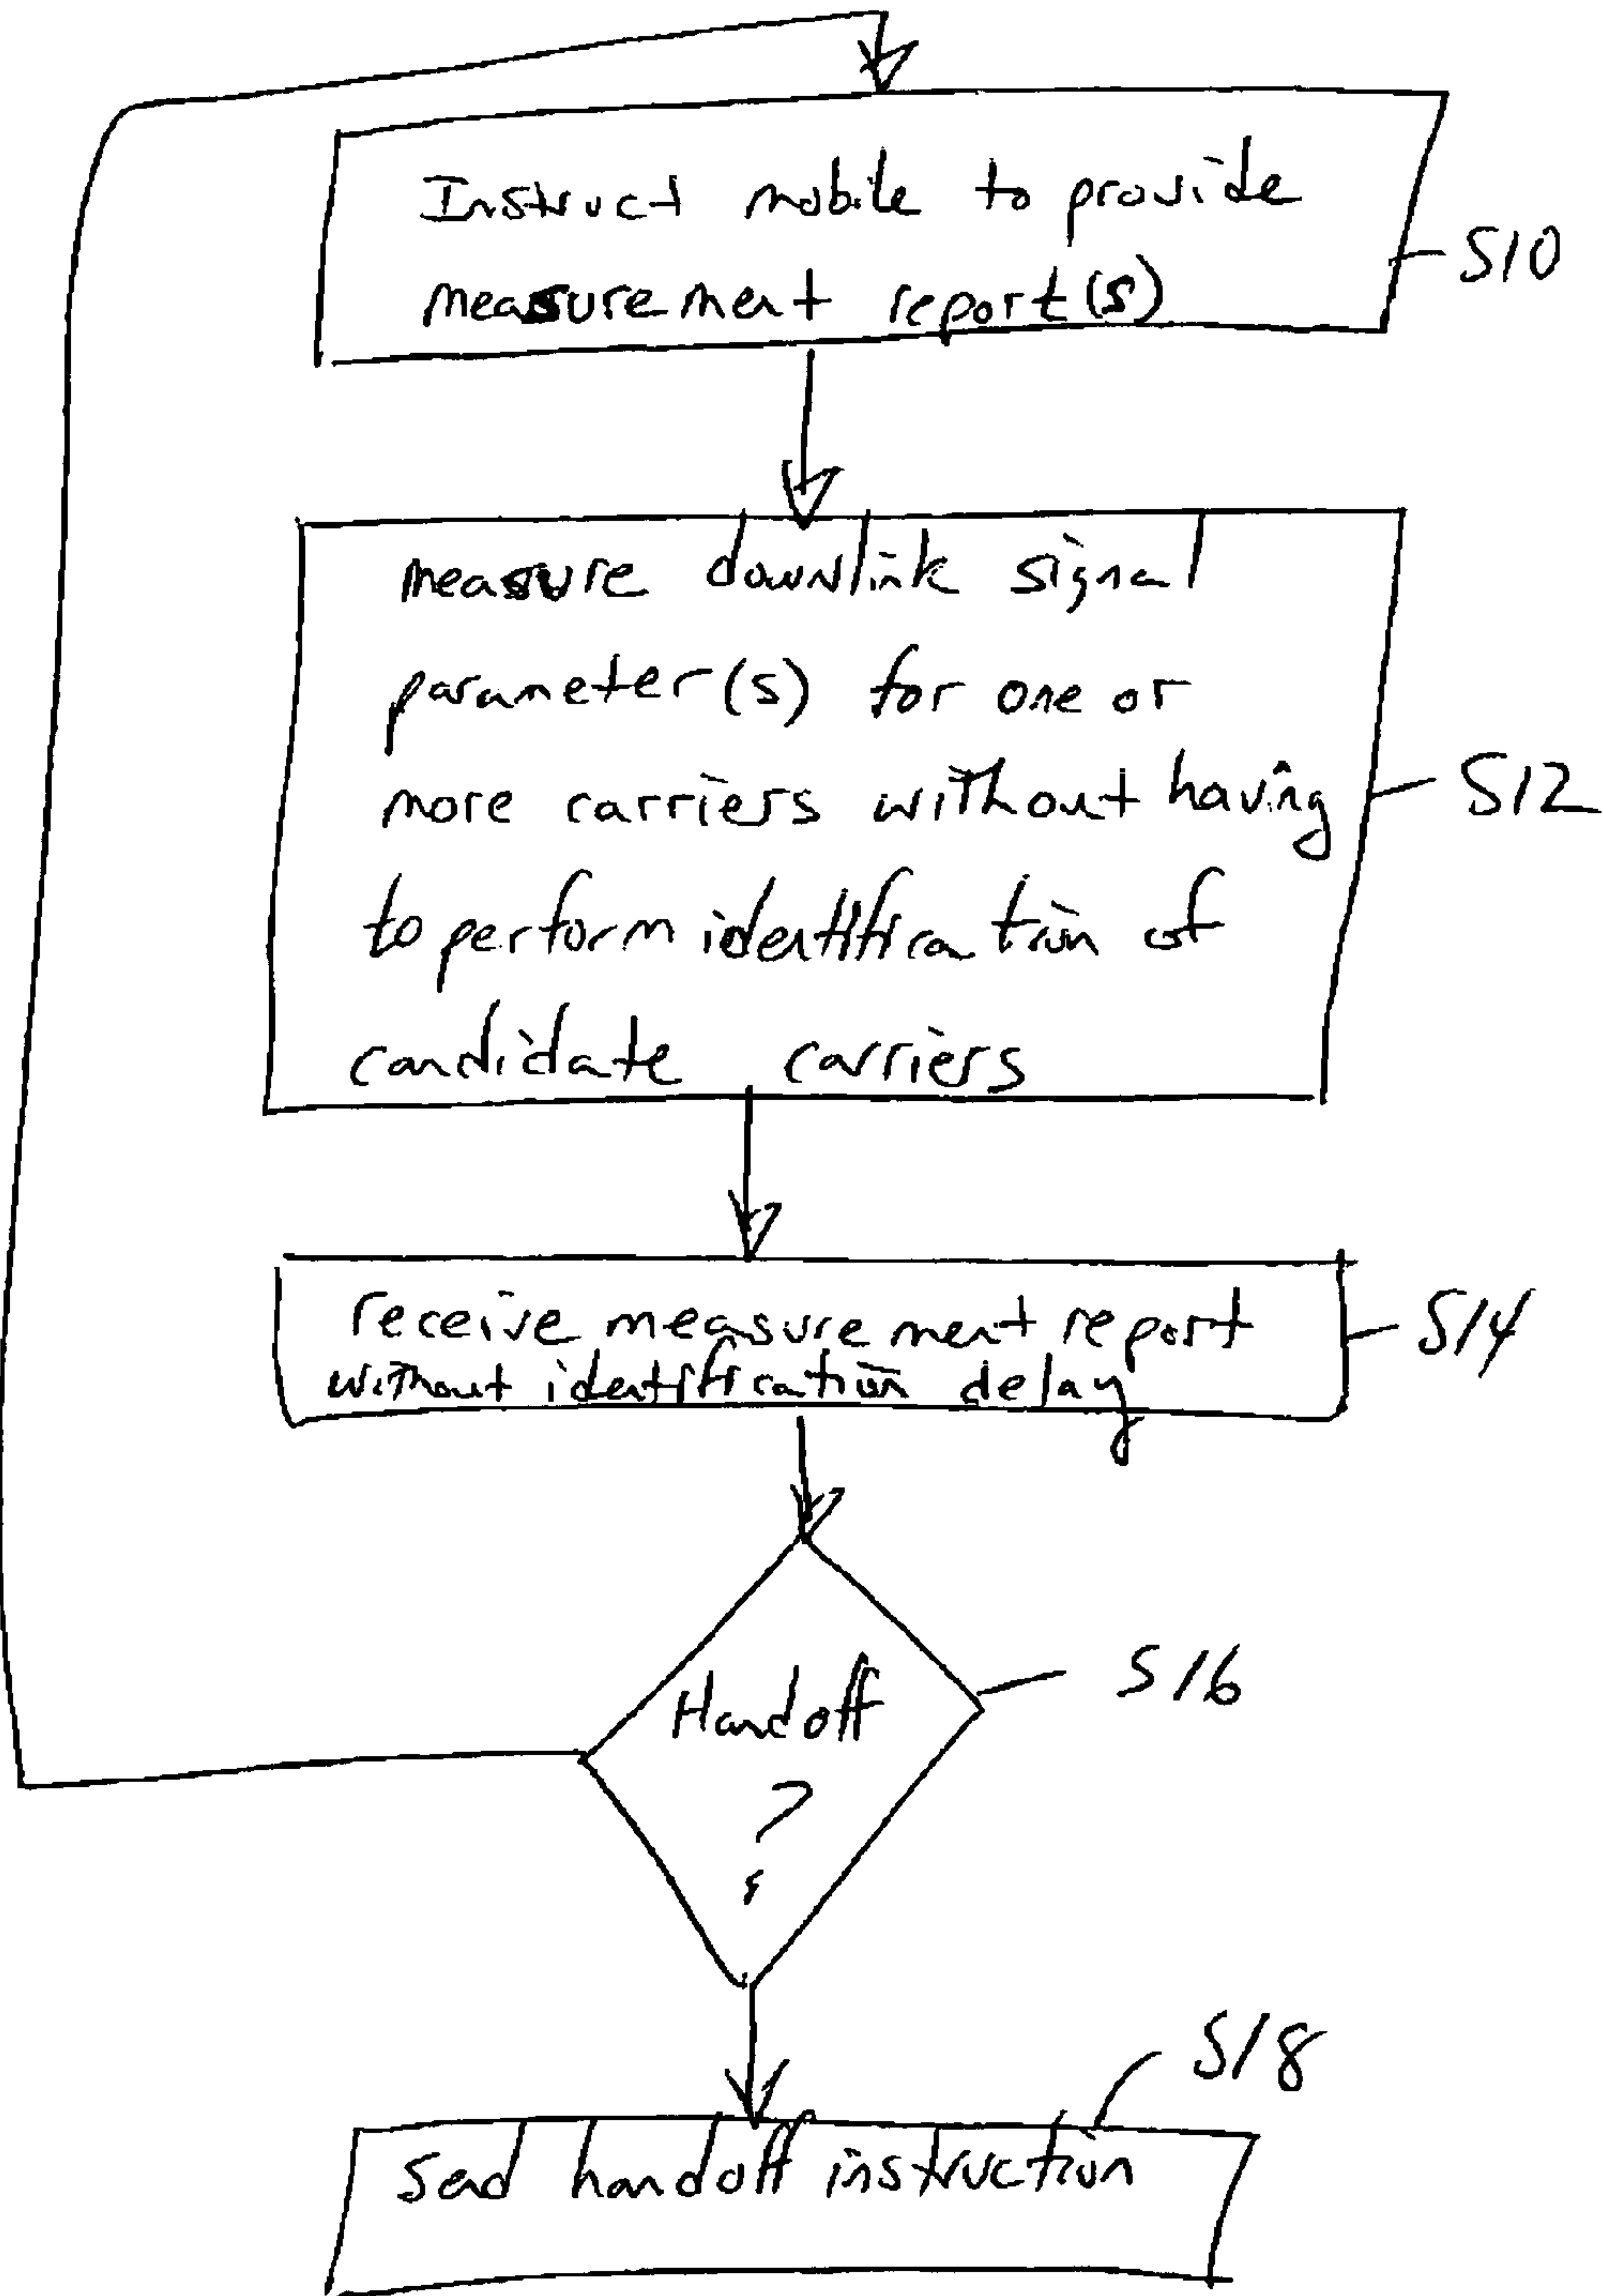 Instruct mobile to provide
measurement report(s)
S10
measure downlink signal
parameter(s) for one or
more carriers without having
to perform identification of
candidate carriers
S12
receive measurement report
without identification delay
S14
Handoff
?
S16
S18
Send handoff instruction